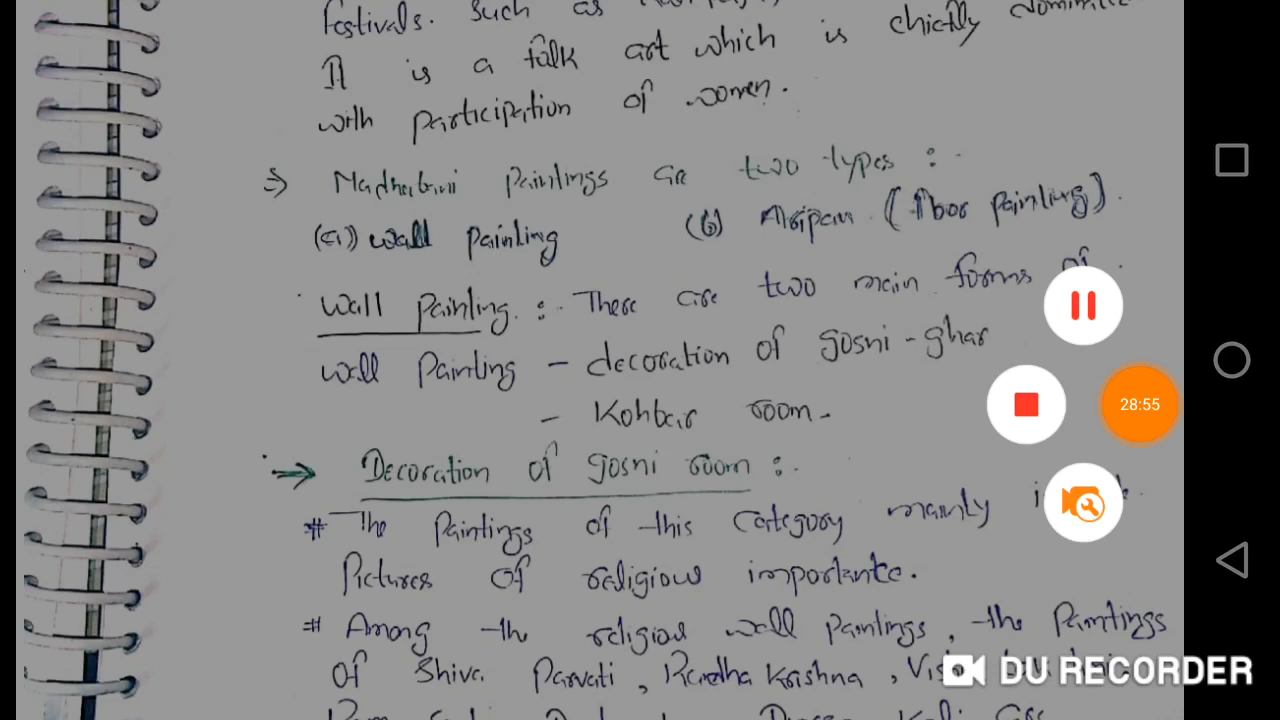 festivals. Such as
It is a folk art which is chiefly
with participation of women.
⇒ Madhubani Paintings are two types :-
(a) wall painting (b) Aripan (floor painting).
Wall Painting :- There are two main forms of
wall Painting - decoration of gosni-ghar
- Kohbar room-
→ Decoration of gosni room :-
# The Paintings of this category mainly
Pictures of religious importante.
# Among the religious wall paintings, the Paintings
Of Shiva Parvati, Radha Krishna,
Kali are
28:55
DU RECORDER